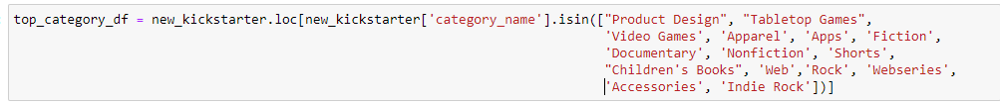 top_category_df = new_kickstarter.loc[new_kickstarter['category_name'].isin(["Product Design", "Tabletop Games",
'Video Games', 'Apparel', 'Apps', 'Fiction',
'Documentary', 'Nonfiction', 'Shorts',
"Children's Books", 'Web','Rock', 'Webseries',
'Accessories', 'Indie Rock'])]